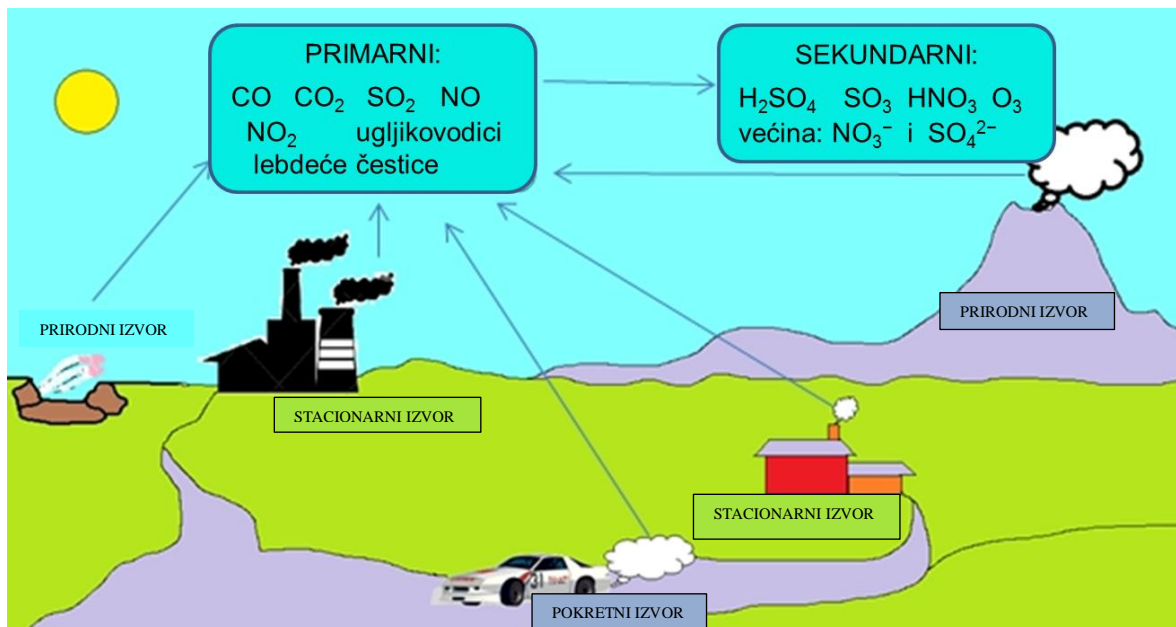 PRIMARNI:
CO CO₂ SO₂ NO
NO₂ ugljikovodici
lebdeće čestice
SEKUNDARNI:
H₂SO₄ SO₃ HNO₃ O₃
većina: NO₃⁻ i SO₄²⁻
PRIRODNI IZVOR
PRIRODNI IZVOR
STACIONARNI IZVOR
STACIONARNI IZVOR
31
POKRETNI IZVOR